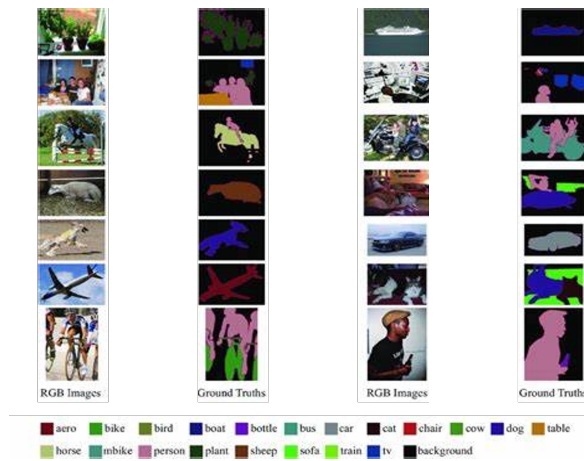 RGB Images Ground Truths RGB Images Ground Truths
aero bike bird boat bottle bus car cat chair cow dog table
horse mbike person plant sheep sofa train tv background